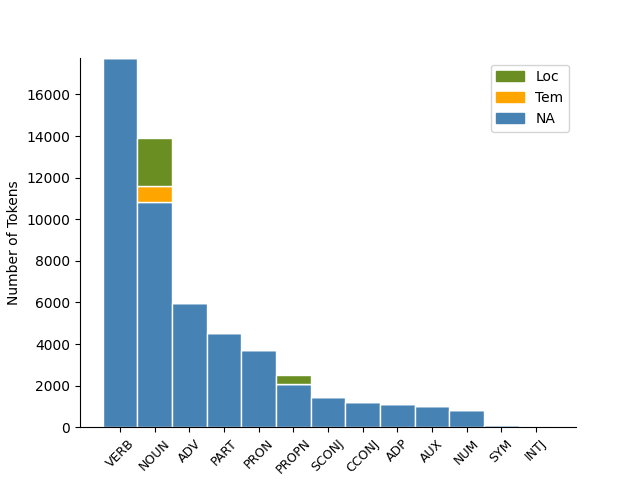 Loc
Tem
NA
16000
14000
12000
10000
8000
6000
4000
2000
0
Number of Tokens
VERB
NOUN
ADV
PART
PRON
PROPN
SCONJ
CCONJ
ADP
AUX
NUM
SYM
INTJ